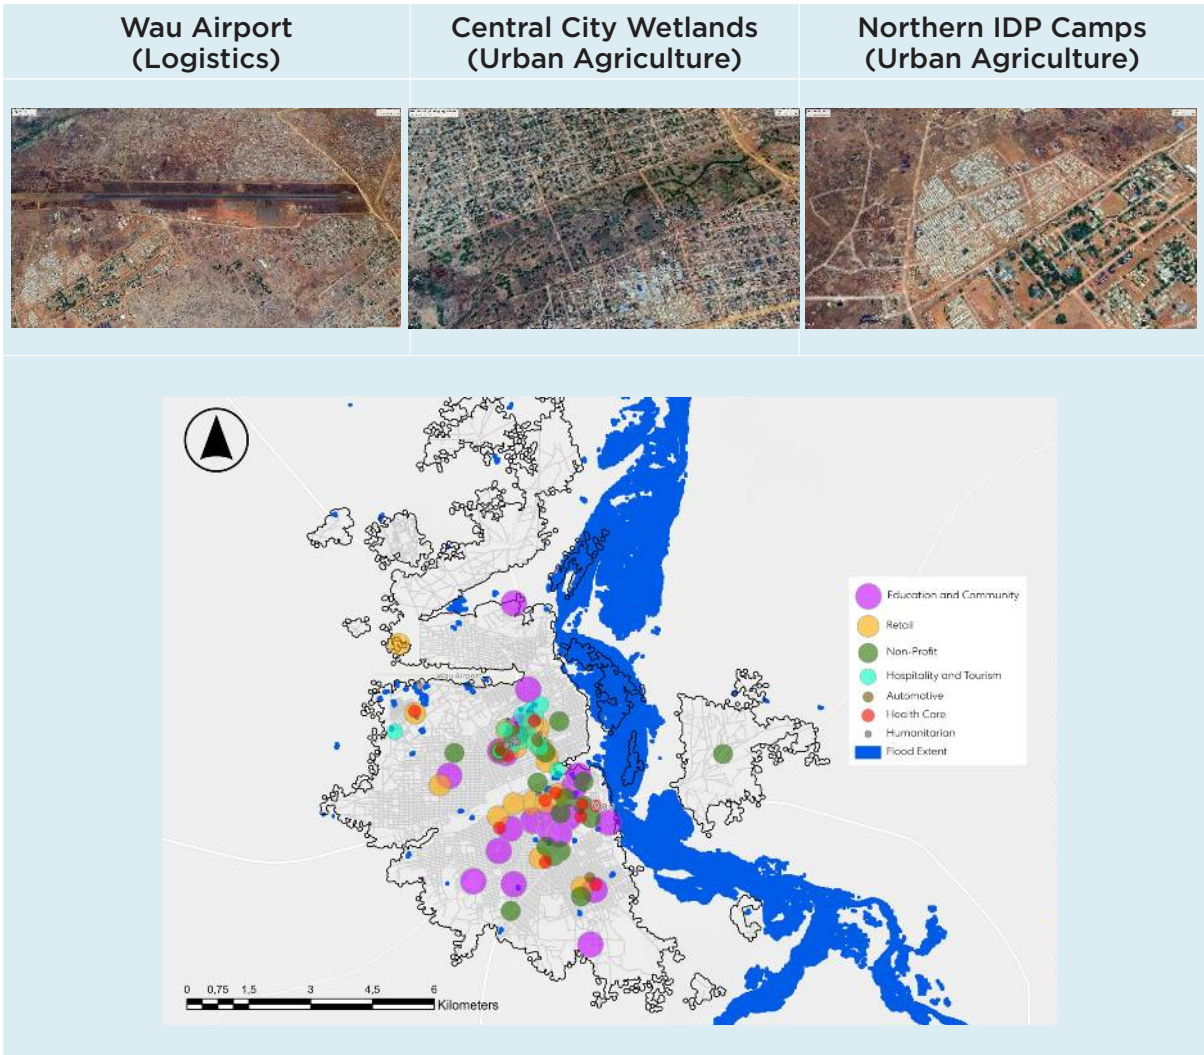 Wau Airport
(Logistics)
Central City Wetlands
(Urban Agriculture)
Northern IDP Camps
(Urban Agriculture)
Wau Airport
Education and Community
Retail
Non-Profit
Hospitality and Tourism
Automotive
Health Care
Humanitarian
Flood Extent
0 0,75 1,5 3 4,5 6
Kilometers